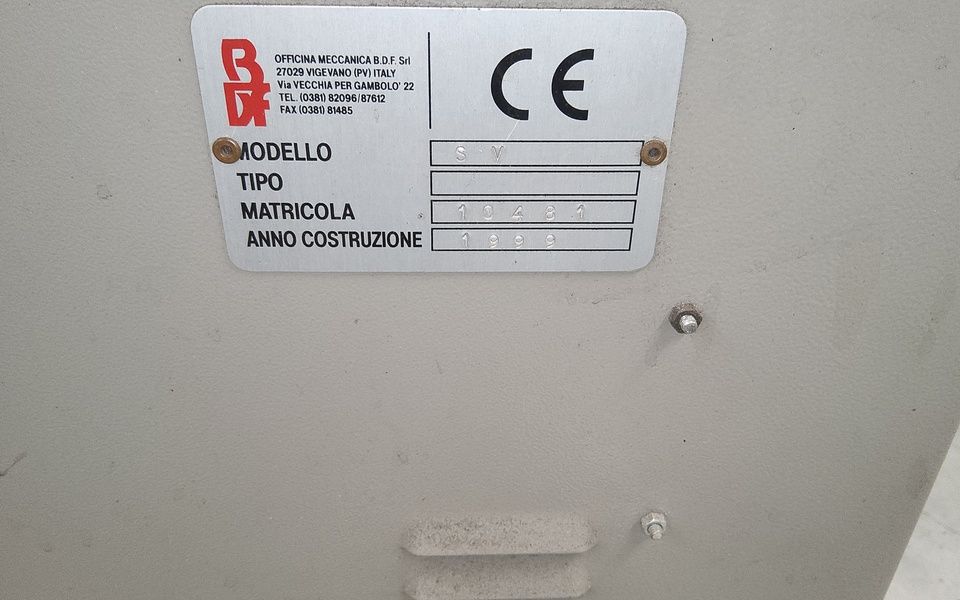 BDF
OFFICINA MECCANICA B.D.F. Srl
27029 VIGEVANO (PV) ITALY
Via VECCHIA PER GAMBOLO' 22
TEL. (0381) 82096/87612
FAX (0381) 81485
CE
MODELLO S V
TIPO
MATRICOLA 10481
ANNO COSTRUZIONE 1999